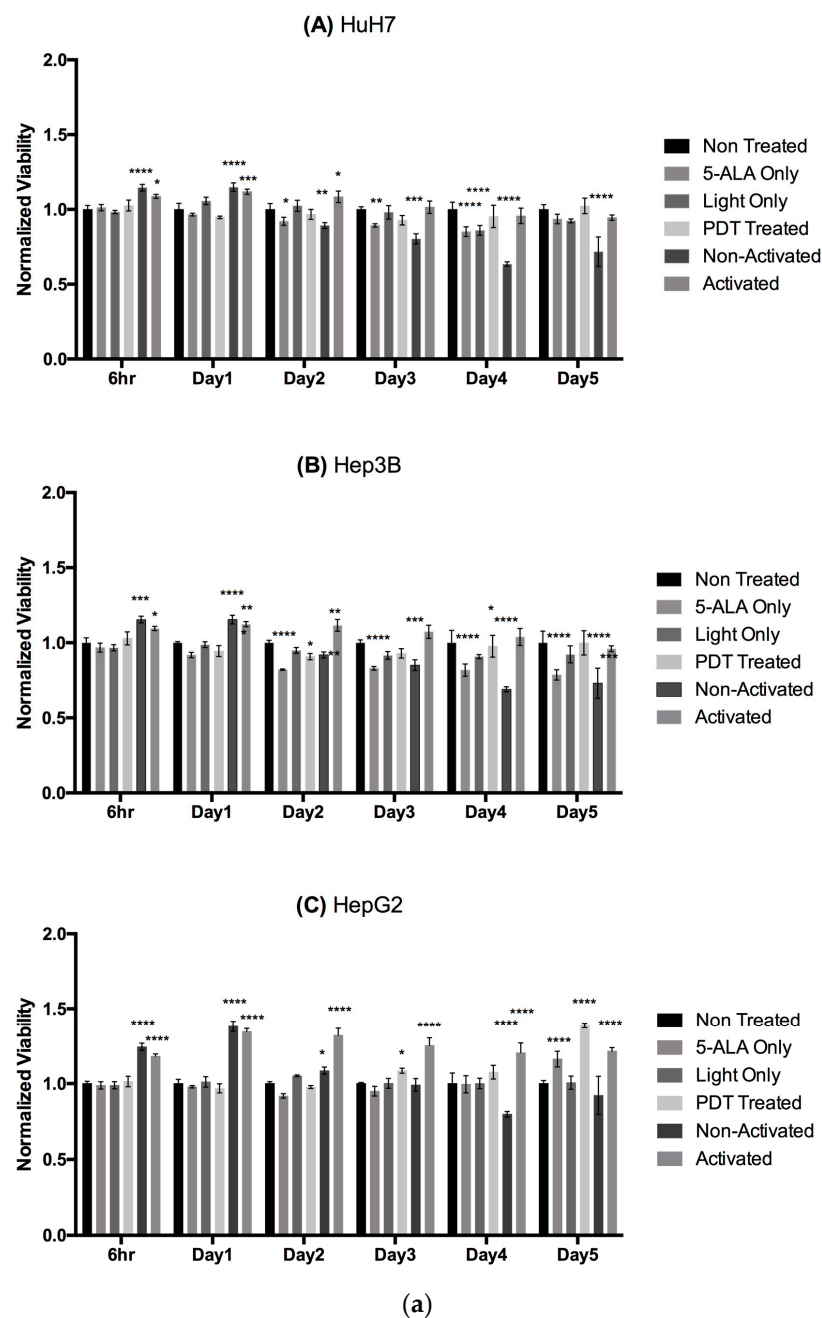 (A) HuH7
2.0
1.5
1.0
0.5
0.0
Normalized Viability
**** * **** *** * ** * ** *** **** **** **** ****
6hr Day1 Day2 Day3 Day4 Day5
Non Treated
5-ALA Only
Light Only
PDT Treated
Non-Activated
Activated
(B) Hep3B
2.0
1.5
1.0
0.5
0.0
Normalized Viability
*** * **** ** * **** * ** ** **** *** **** * **** **** **** ***
6hr Day1 Day2 Day3 Day4 Day5
Non Treated
5-ALA Only
Light Only
PDT Treated
Non-Activated
Activated
(C) HepG2
2.0
1.5
1.0
0.5
0.0
Normalized Viability
**** **** **** **** * **** * **** **** **** **** **** ****
6hr Day1 Day2 Day3 Day4 Day5
Non Treated
5-ALA Only
Light Only
PDT Treated
Non-Activated
Activated
(a)